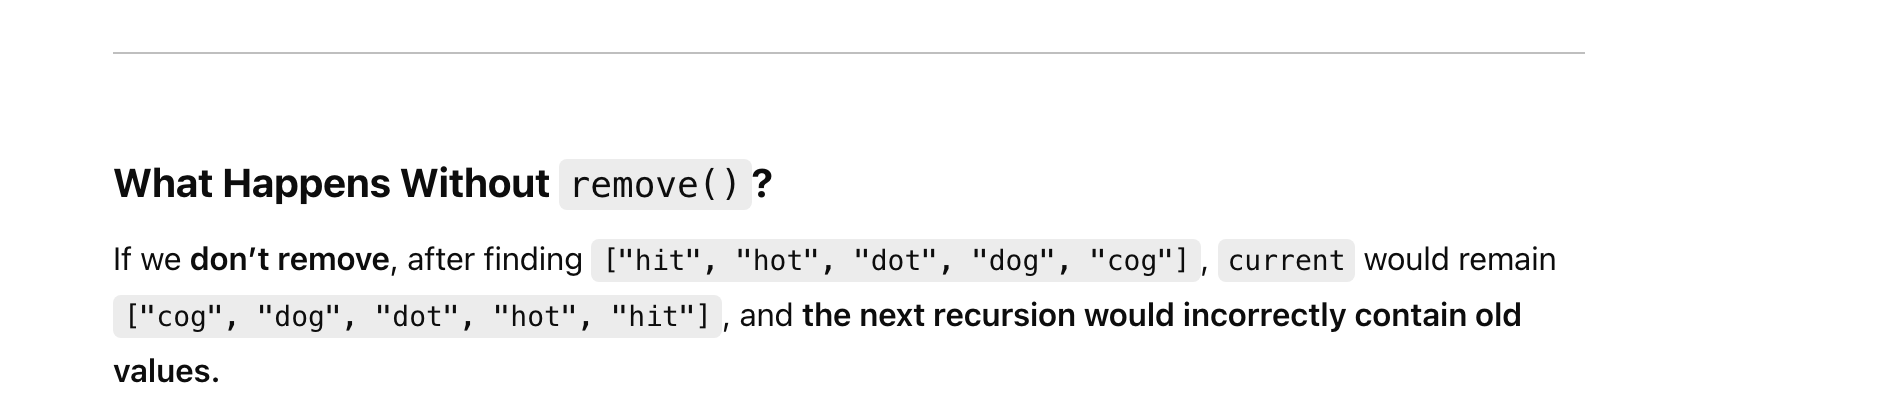 What Happens Without remove()?
If we don’t remove, after finding ["hit", "hot", "dot", "dog", "cog"], current would remain
["cog", "dog", "dot", "hot", "hit"], and the next recursion would incorrectly contain old
values.